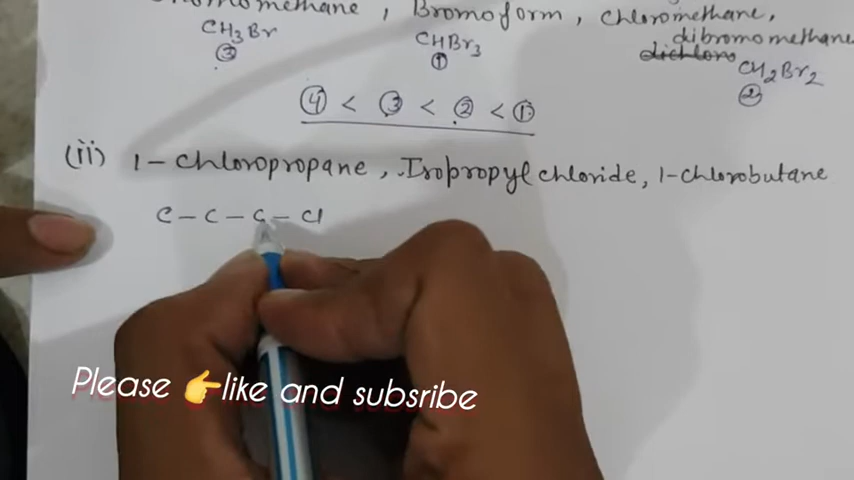 , Bromoform, chloromethane,
CH3Br CHBr3 dibromomethane
③ ① dichloro CH2Br2
②
④ < ③ < ② < ①
(ii) 1-chloropropane, Isopropyl chloride, 1-chlorobutane
C-C-C-Cl
Please 👉like and subsribe